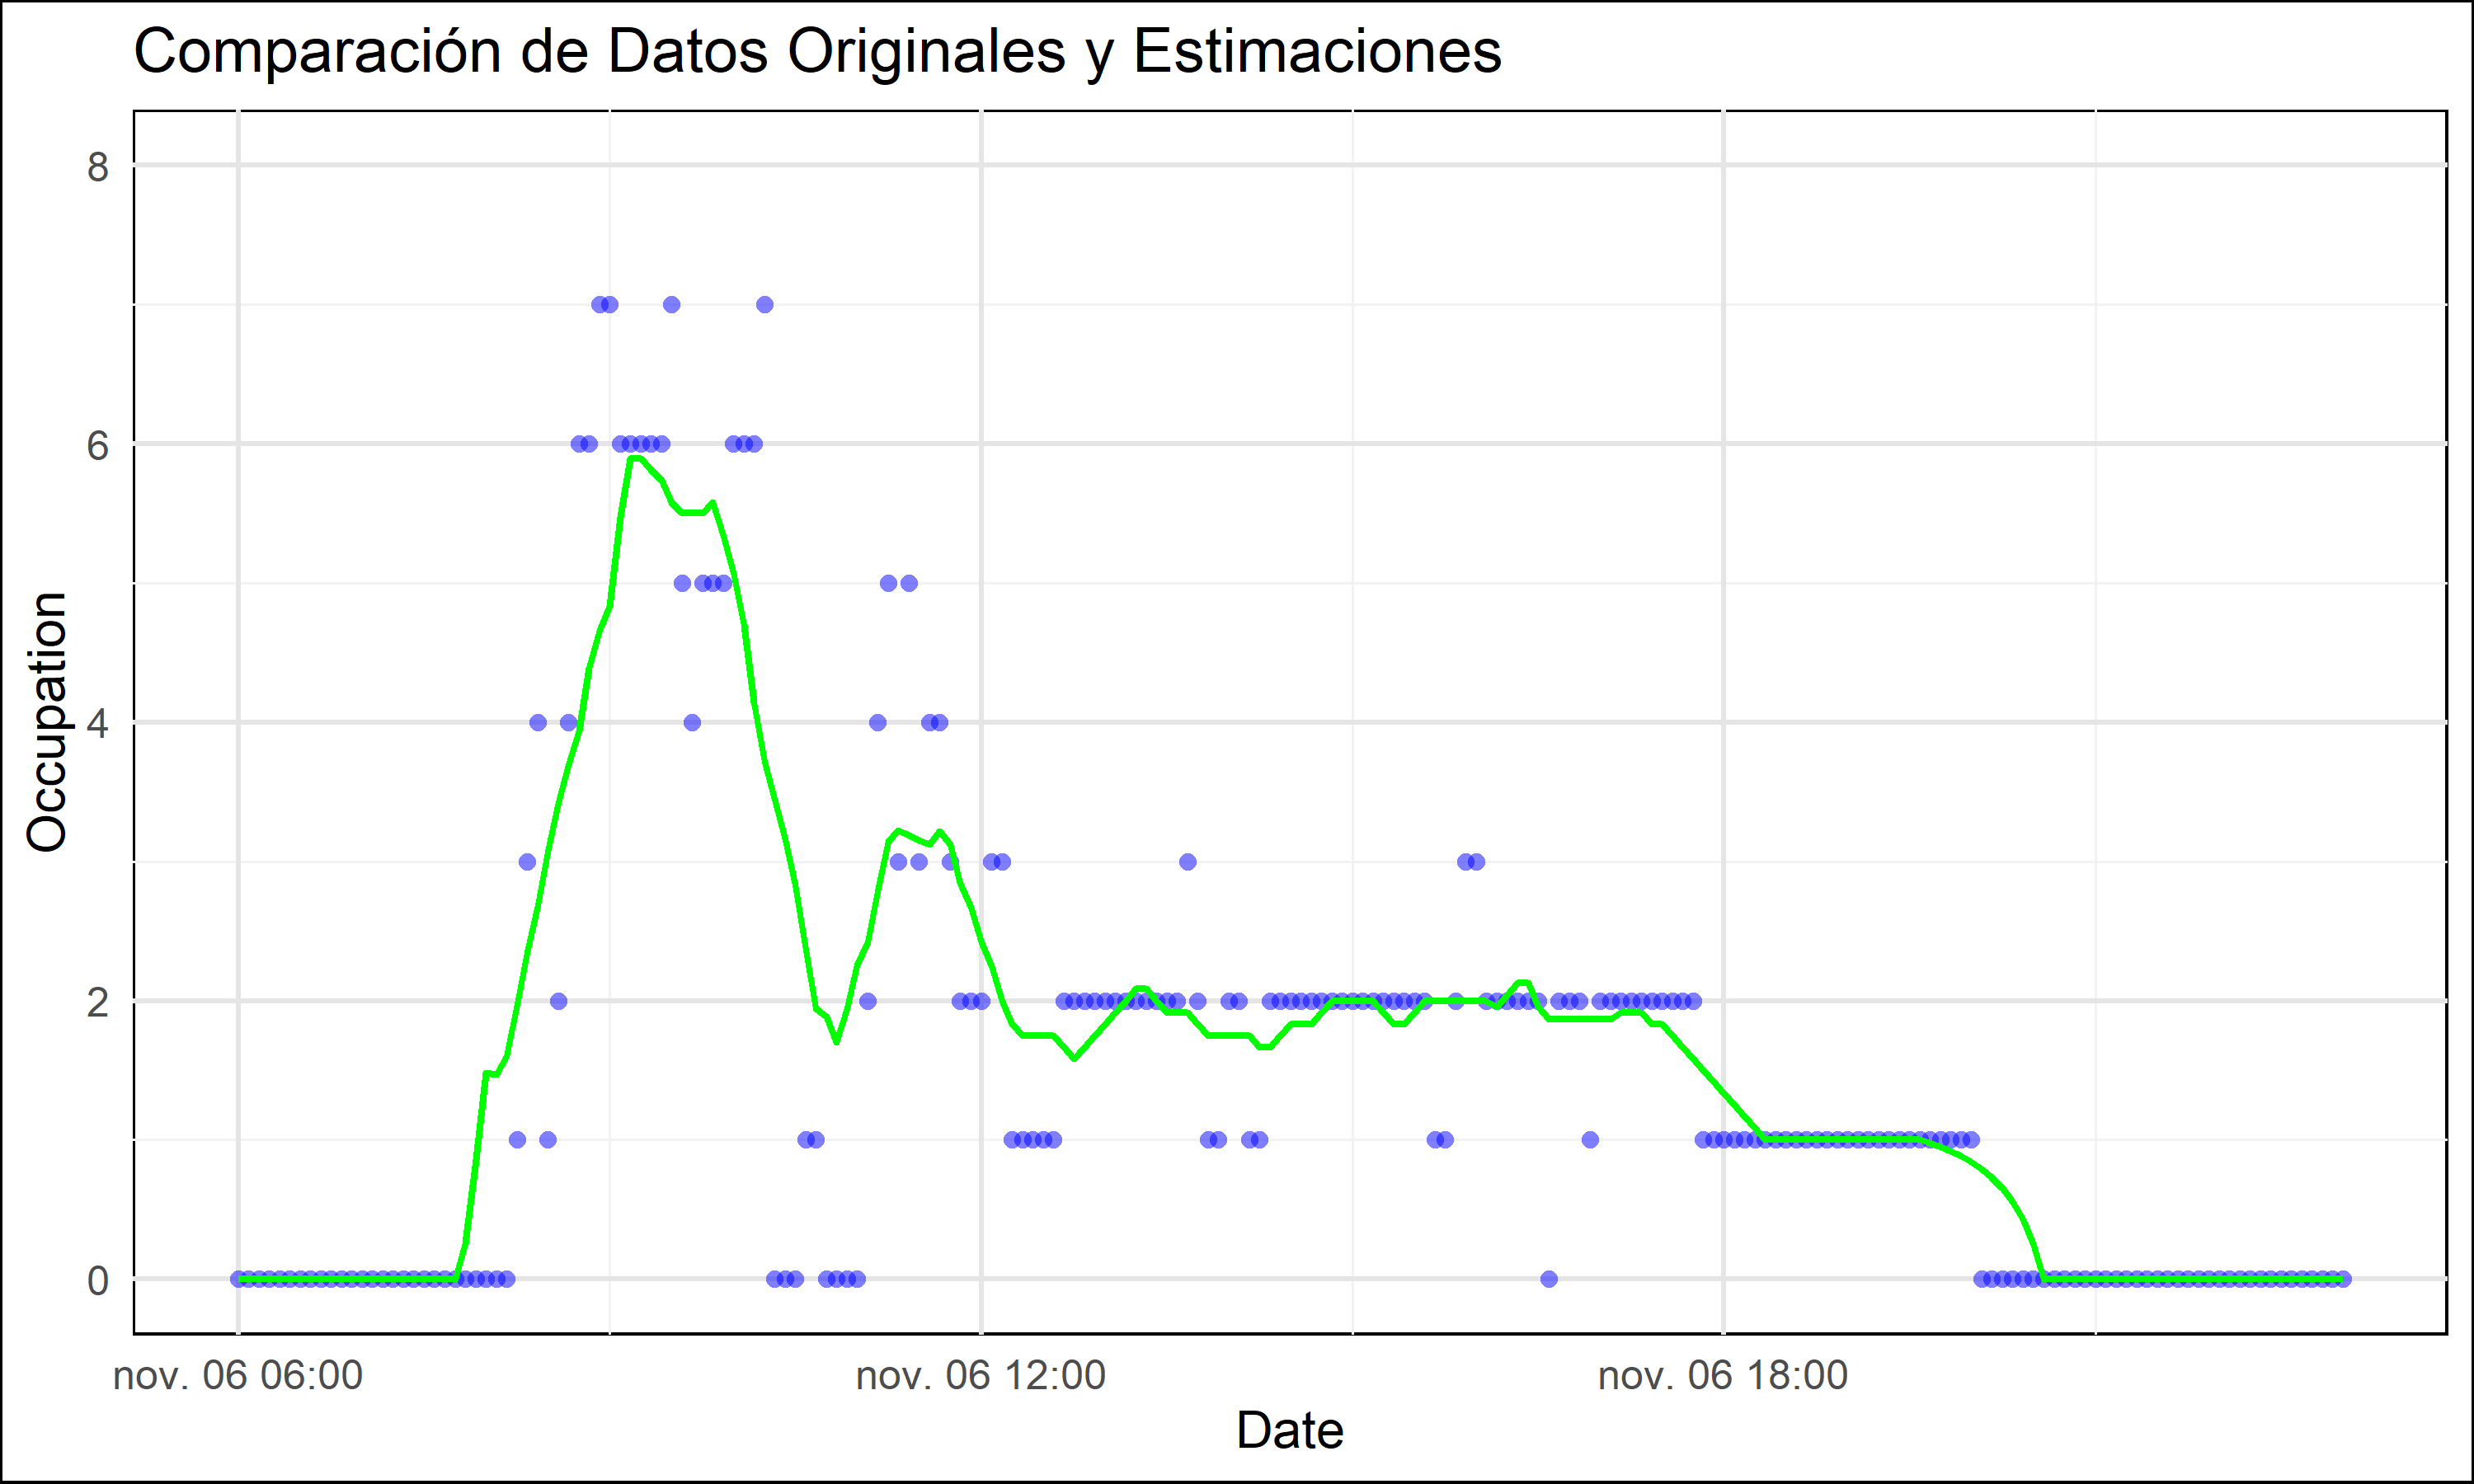 Comparación de Datos Originales y Estimaciones
8
6
4
2
0
Occupation
nov. 06 06:00
nov. 06 12:00
nov. 06 18:00
Date